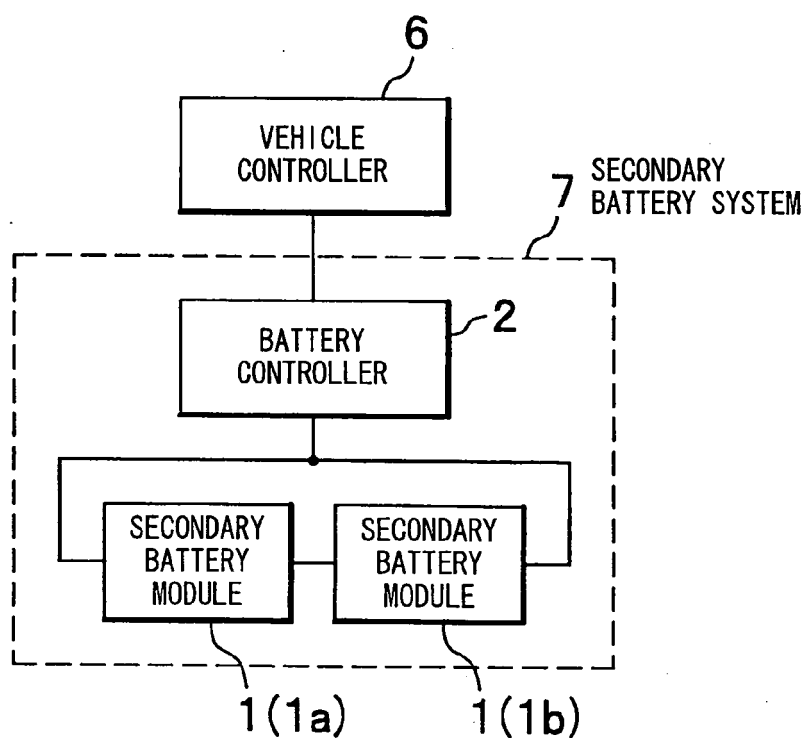 6
VEHICLE
CONTROLLER
7 SECONDARY
BATTERY SYSTEM
BATTERY
CONTROLLER
2
SECONDARY
BATTERY
MODULE
SECONDARY
BATTERY
MODULE
1(1a)
1(1b)